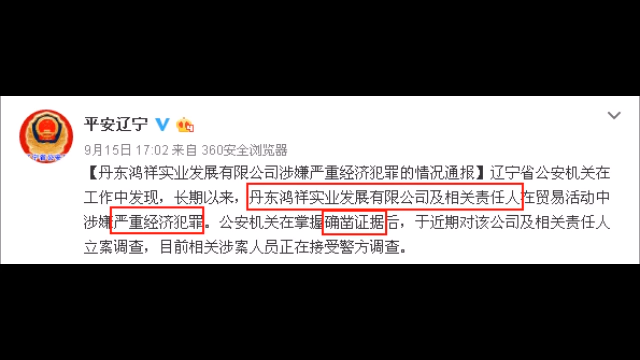 平安辽宁
9月15日 17:02 来自 360安全浏览器
【丹东鸿祥实业发展有限公司涉嫌严重经济犯罪的情况通报】辽宁省公安机关在
工作中发现，长期以来，丹东鸿祥实业发展有限公司及相关责任人在贸易活动中
涉嫌严重经济犯罪。公安机关在掌握确凿证据后，于近期对该公司及相关责任人
立案调查，目前相关涉案人员正在接受警方调查。